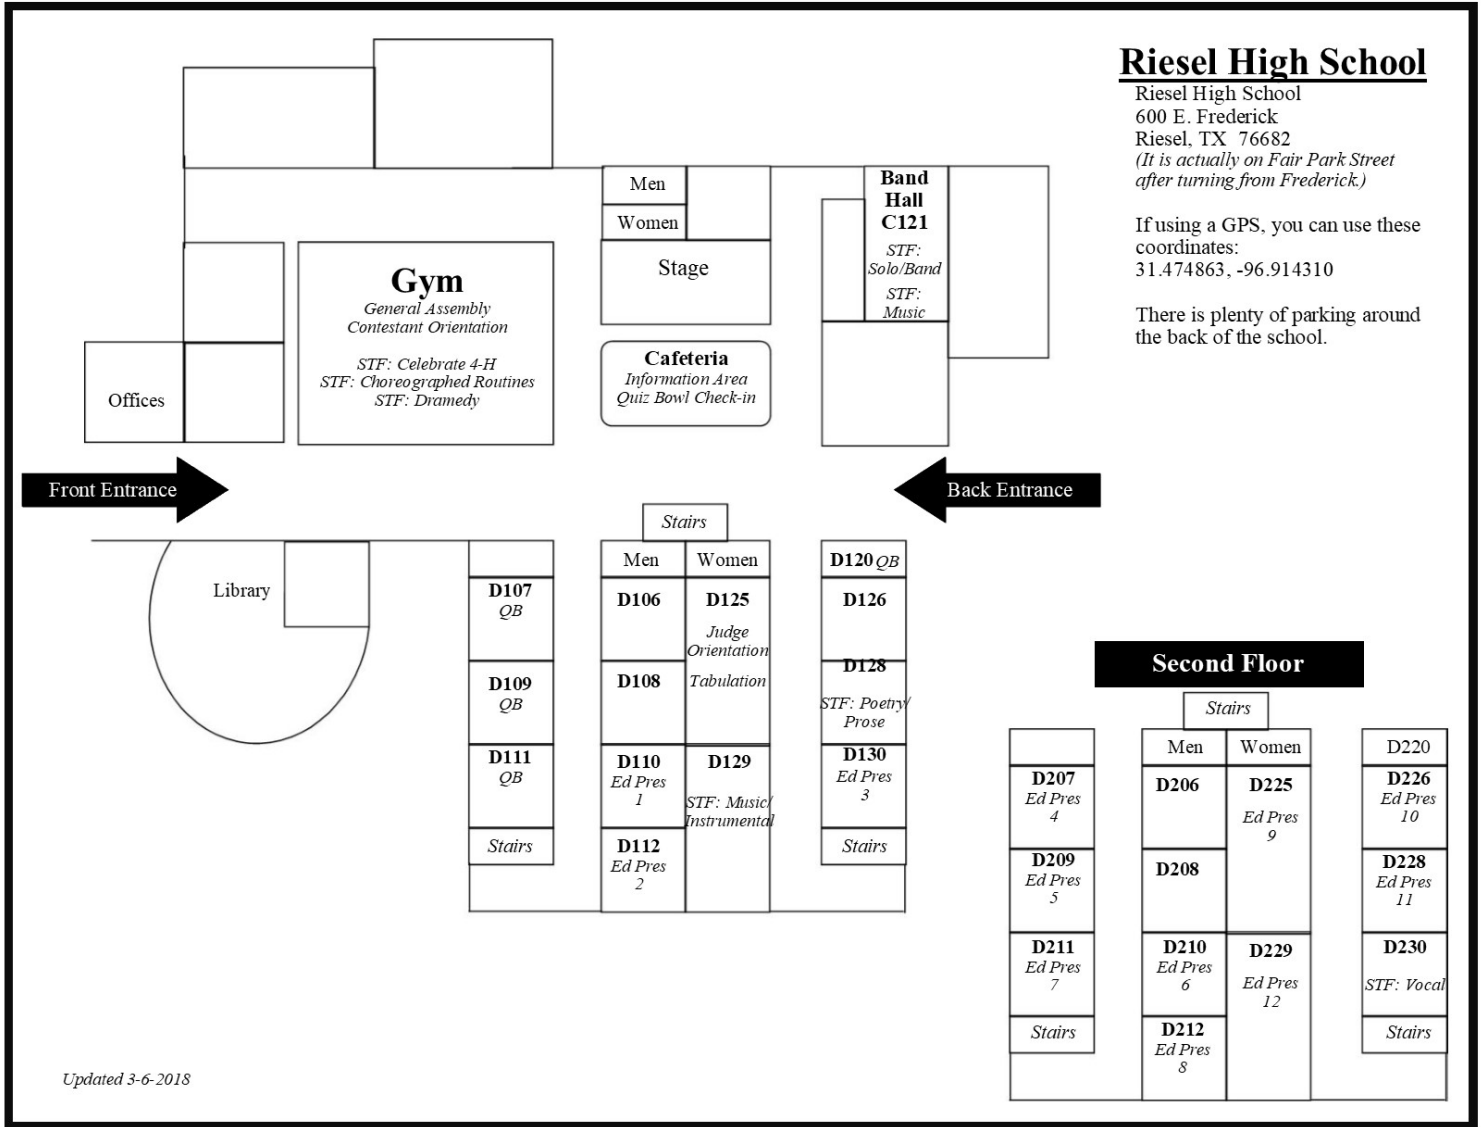 Riesel High School
Riesel High School
600 E. Frederick
Riesel, TX  76682
(It is actually on Fair Park Street
after turning from Frederick.)
If using a GPS, you can use these
coordinates:
31.474863, -96.914310
There is plenty of parking around
the back of the school.
Men
Women
Stage
Band
Hall
C121
STF:
Solo/Band
STF:
Music
Gym
General Assembly
Contestant Orientation
STF: Celebrate 4-H
STF: Choreographed Routines
STF: Dramedy
Cafeteria
Information Area
Quiz Bowl Check-in
Offices
Front Entrance
Back Entrance
Stairs
Library
Men
Women
D120 QB
D107
QB
D106
D125
Judge
Orientation
Tabulation
D126
D109
QB
D108
D128
STF: Poetry/
Prose
D111
QB
D110
Ed Pres
1
D129
STF: Music/
Instrumental
D130
Ed Pres
3
Stairs
D112
Ed Pres
2
Stairs
Second Floor
Stairs
Men
Women
D220
D207
Ed Pres
4
D206
D225
Ed Pres
9
D226
Ed Pres
10
D209
Ed Pres
5
D208
D228
Ed Pres
11
D211
Ed Pres
7
D210
Ed Pres
6
D229
Ed Pres
12
D230
STF: Vocal
Stairs
D212
Ed Pres
8
Stairs
Updated 3-6-2018